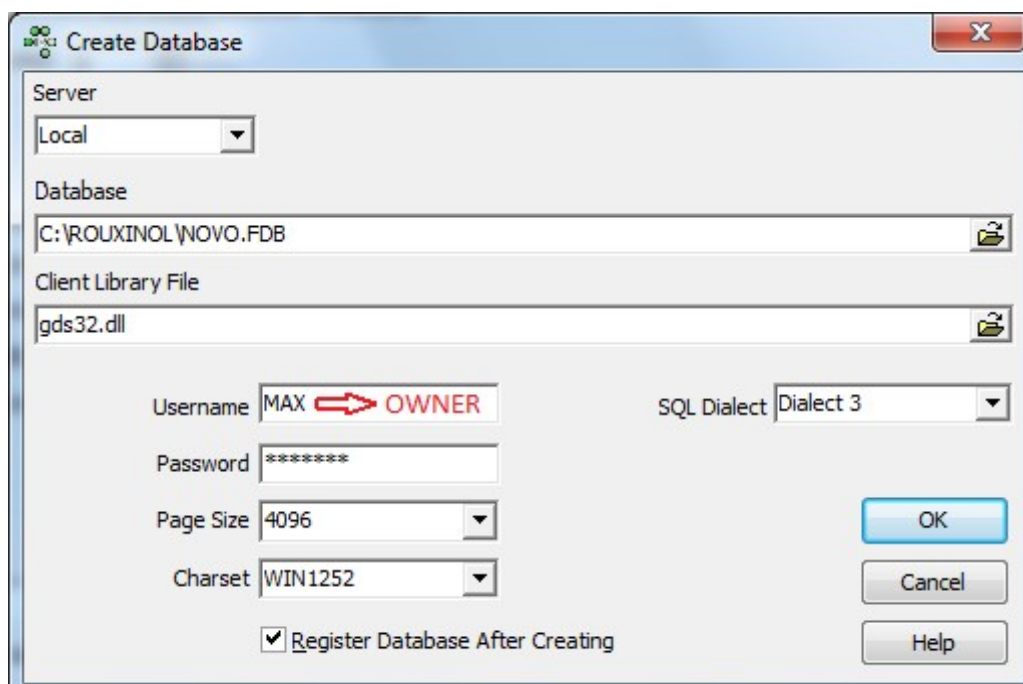 Create Database
Server
Local
Database
C:\ROUXINOL\NOVO.FDB
Client Library File
gds32.dll
Username MAX OWNER SQL Dialect Dialect 3
Password *******
Page Size 4096 OK
Charset WIN1252 Cancel
Register Database After Creating Help